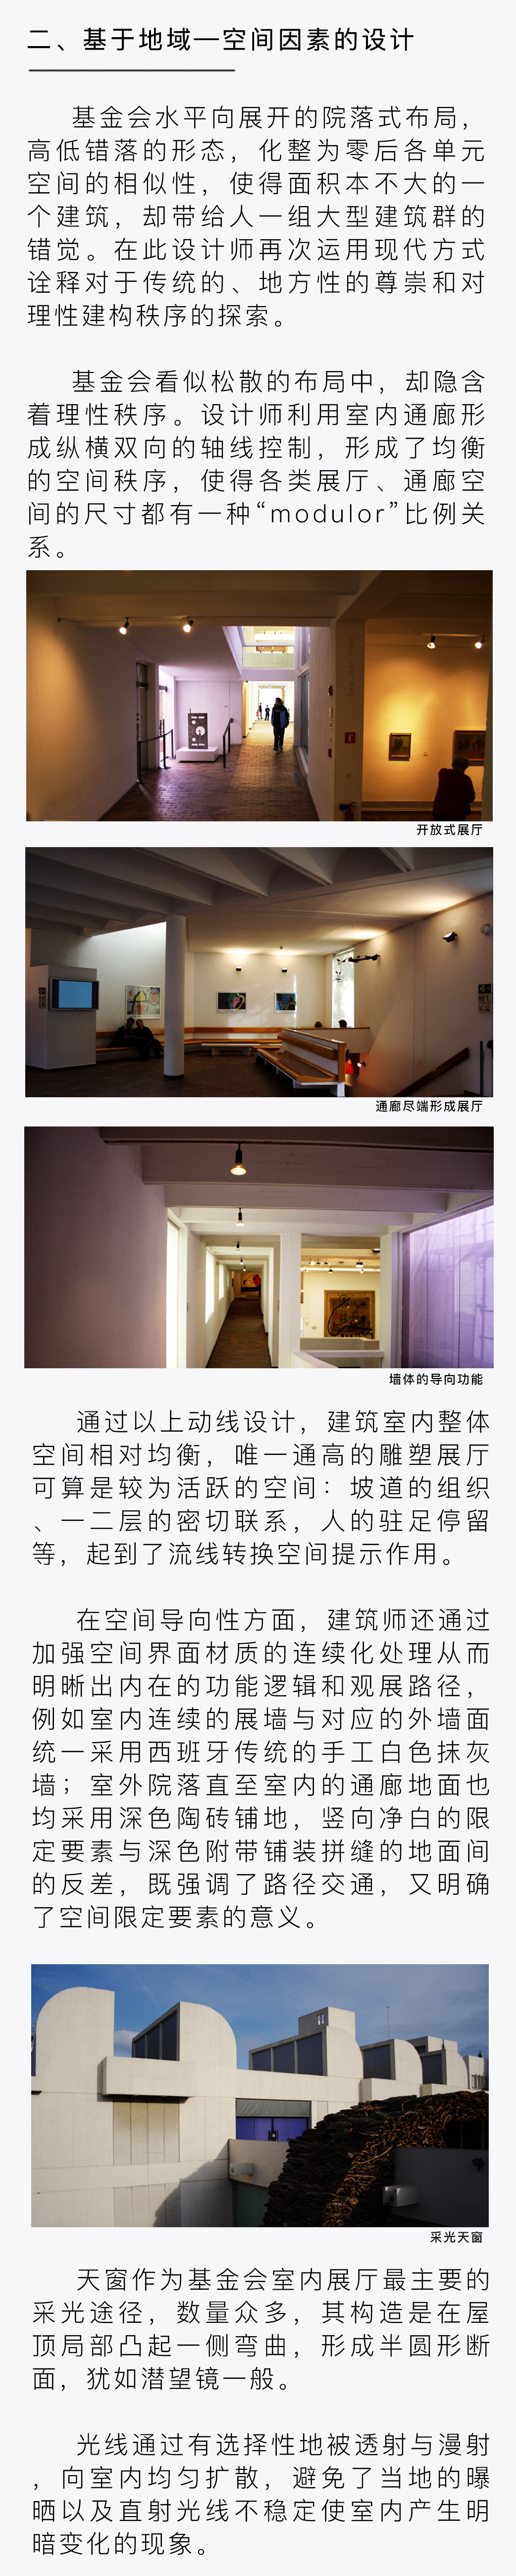 二、基于地域—空间因素的设计
基金会水平向展开的院落式布局，
高低错落的形态，化整为零后各单元
空间的相似性，使得面积本不大的一
个建筑，却带给人一组大型建筑群的
错觉。在此设计师再次运用现代方式
诠释对于传统的、地方性的尊崇和对
理性建构秩序的探索。
基金会看似松散的布局中，却隐含
着理性秩序。设计师利用室内通廊形
成纵横双向的轴线控制，形成了均衡
的空间秩序，使得各类展厅、通廊空
间的尺寸都有一种“modulor”比例关
系。
开放式展厅
通廊尽端形成展厅
墙体的导向功能
通过以上动线设计，建筑室内整体
空间相对均衡，唯一通高的雕塑展厅
可算是较为活跃的空间：坡道的组织
、一二层的密切联系，人的驻足停留
等，起到了流线转换空间提示作用。
在空间导向性方面，建筑师还通过
加强空间界面材质的连续化处理从而
明晰出内在的功能逻辑和观展路径，
例如室内连续的展墙与对应的外墙面
统一采用西班牙传统的手工白色抹灰
墙；室外院落直至室内的通廊地面也
均采用深色陶砖铺地，竖向净白的限
定要素与深色附带铺装拼缝的地面间
的反差，既强调了路径交通，又明确
了空间限定要素的意义。
采光天窗
天窗作为基金会室内展厅最主要的
采光途径，数量众多，其构造是在屋
顶局部凸起一侧弯曲，形成半圆形断
面，犹如潜望镜一般。
光线通过有选择性地被透射与漫射
，向室内均匀扩散，避免了当地的曝
晒以及直射光线不稳定使室内产生明
暗变化的现象。